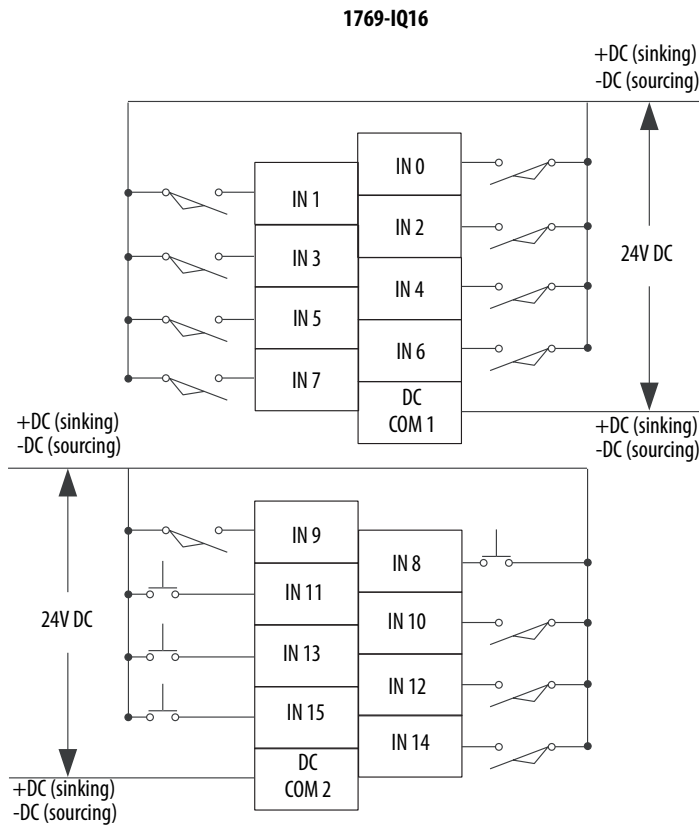 1769-IQ16
+DC (sinking)
-DC (sourcing)
IN 0
IN 1
IN 2
IN 3
24V DC
IN 4
IN 5
IN 6
IN 7
DC
COM 1
+DC (sinking)
-DC (sourcing)
+DC (sinking)
-DC (sourcing)
IN 9
IN 8
IN 11
24V DC
IN 10
IN 13
IN 12
IN 15
IN 14
DC
COM 2
+DC (sinking)
-DC (sourcing)